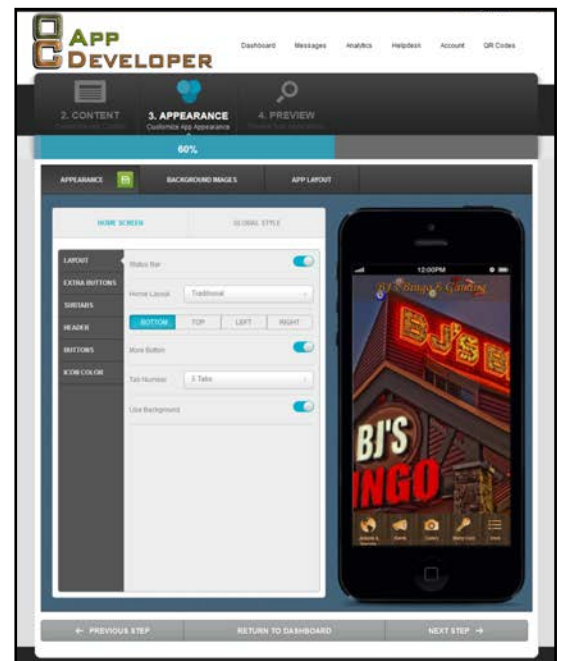 APP
DEVELOPER
Dashboard Messages Analytics Helpdesk Account QR Codes
2. CONTENT 3. APPEARANCE 4. PREVIEW
Customize App Appearance
60%
APPEARANCE BACKGROUND IMAGES APP LAYOUT
HOME SCREEN GLOBAL STYLE
LAYOUT
EXTRA BUTTONS
SUBTABS
HEADER
BUTTONS
ICON COLOR
Status Bar
Home Layout Traditional
BOTTOM TOP LEFT RIGHT
More Button
Tab Number 5 Tabs
Use Background
12:00PM
BJ's Bingo & Gaming
BJ'S B
BJ'S
INGO
More
← PREVIOUS STEP RETURN TO DASHBOARD NEXT STEP →